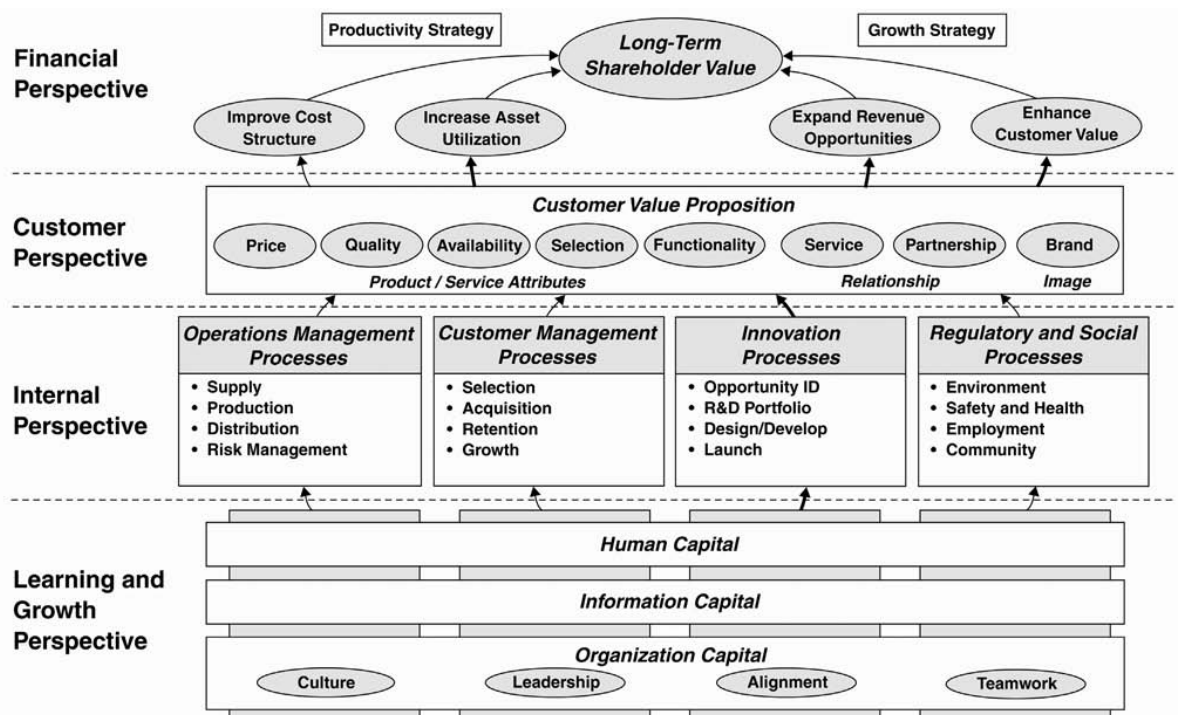 Financial
Perspective
Productivity Strategy
Growth Strategy
Long-Term
Shareholder Value
Improve Cost
Structure
Increase Asset
Utilization
Expand Revenue
Opportunities
Enhance
Customer Value
Customer
Perspective
Customer Value Proposition
Price
Quality
Availability
Selection
Functionality
Service
Partnership
Brand
Product / Service Attributes
Relationship
Image
Internal
Perspective
Operations Management
Processes
• Supply
• Production
• Distribution
• Risk Management
Customer Management
Processes
• Selection
• Acquisition
• Retention
• Growth
Innovation
Processes
• Opportunity ID
• R&D Portfolio
• Design/Develop
• Launch
Regulatory and Social
Processes
• Environment
• Safety and Health
• Employment
• Community
Learning and
Growth
Perspective
Human Capital
Information Capital
Organization Capital
Culture
Leadership
Alignment
Teamwork